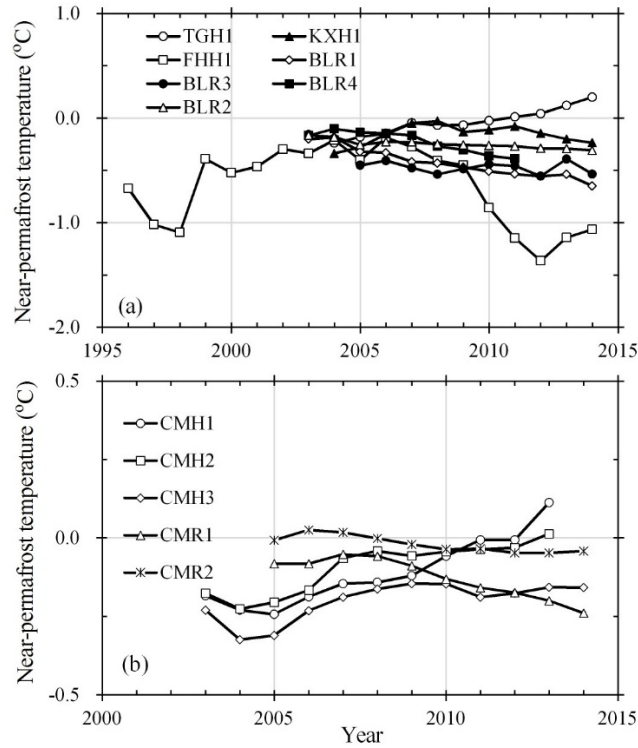 (a)
TGH1 KXH1
FHH1 BLR1
BLR3 BLR4
BLR2
Near-permafrost temperature (°C)
1.0
0.0
-1.0
-2.0
1995 2000 2005 2010 2015
(b)
CMH1
CMH2
CMH3
CMR1
CMR2
Near-permafrost temperature (°C)
0.5
0.0
-0.5
2000 2005 2010 2015
Year